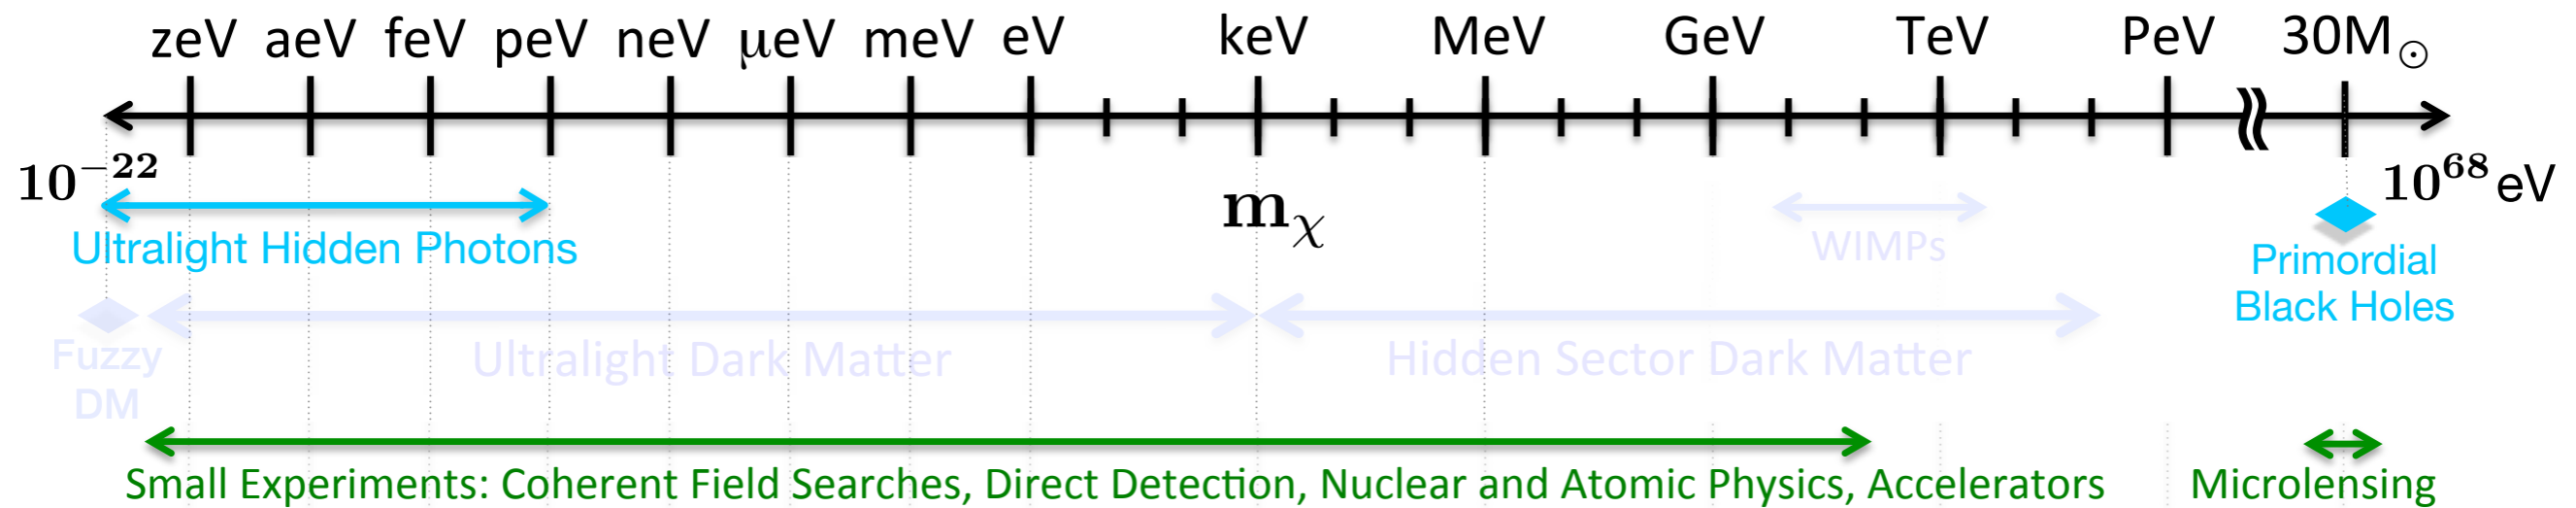 zeV aeV feV peV neV μeV meV eV keV MeV GeV TeV PeV 30M☉
10⁻²² 10⁶⁸ eV
mχ
Ultralight Hidden Photons
WIMPs
Primordial
Black Holes
Fuzzy
DM
Ultralight Dark Matter
Hidden Sector Dark Matter
Small Experiments: Coherent Field Searches, Direct Detection, Nuclear and Atomic Physics, Accelerators
Microlensing